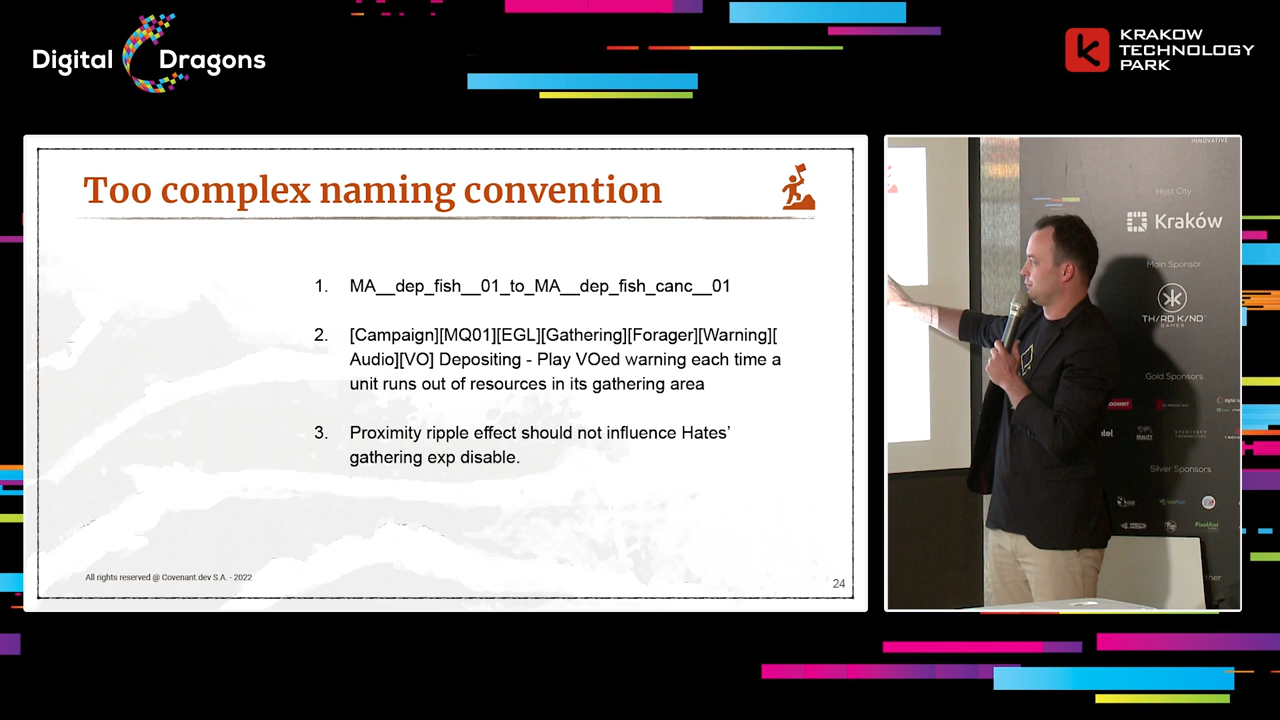 Digital Dragons
KRAKOW
TECHNOLOGY
PARK
Too complex naming convention
1. MA__dep_fish__01_to_MA__dep_fish_canc__01
2. [Campaign][MQ01][EGL][Gathering][Forager][Warning][
Audio][VO] Depositing - Play VOed warning each time a
unit runs out of resources in its gathering area
3. Proximity ripple effect should not influence Hates’
gathering exp disable.
All rights reserved @ Covenant.dev S.A. - 2022
24
INNOVATIVE
Host City
Kraków
Main Sponsor
TH/RD K/ND
GAMES
Gold Sponsors
Silver Sponsors
PixelAnt